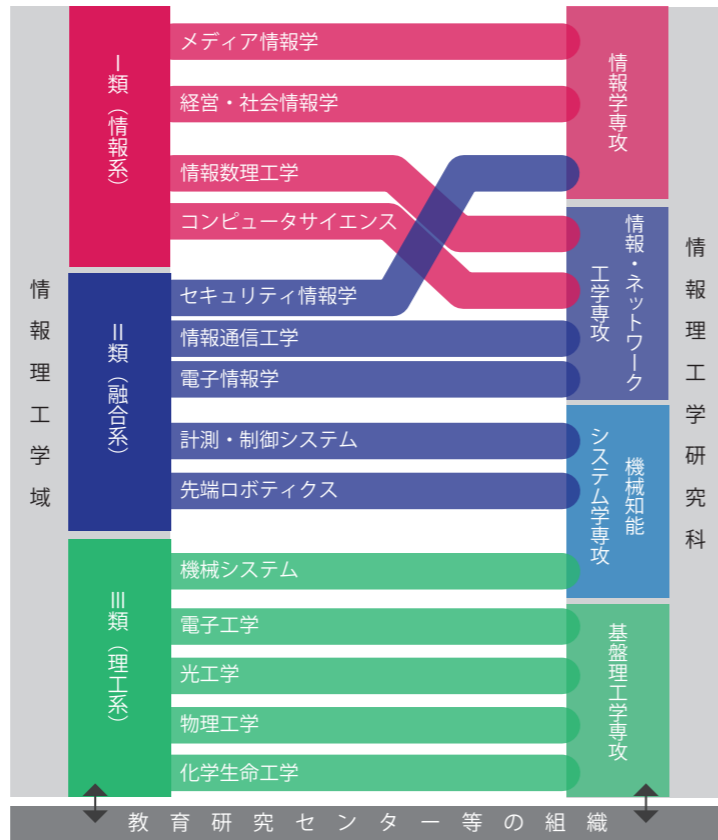 情報理工学域
I類（情報系）
メディア情報学
経営・社会情報学
情報数理工学
コンピュータサイエンス
II類（融合系）
セキュリティ情報学
情報通信工学
電子情報学
計測・制御システム
先端ロボティクス
III類（理工系）
機械システム
電子工学
光工学
物理工学
化学生命工学
情報学専攻
情報・ネットワーク
工学専攻
機械知能
システム学専攻
基盤理工学専攻
情報理工学研究科
教育研究センター等の組織